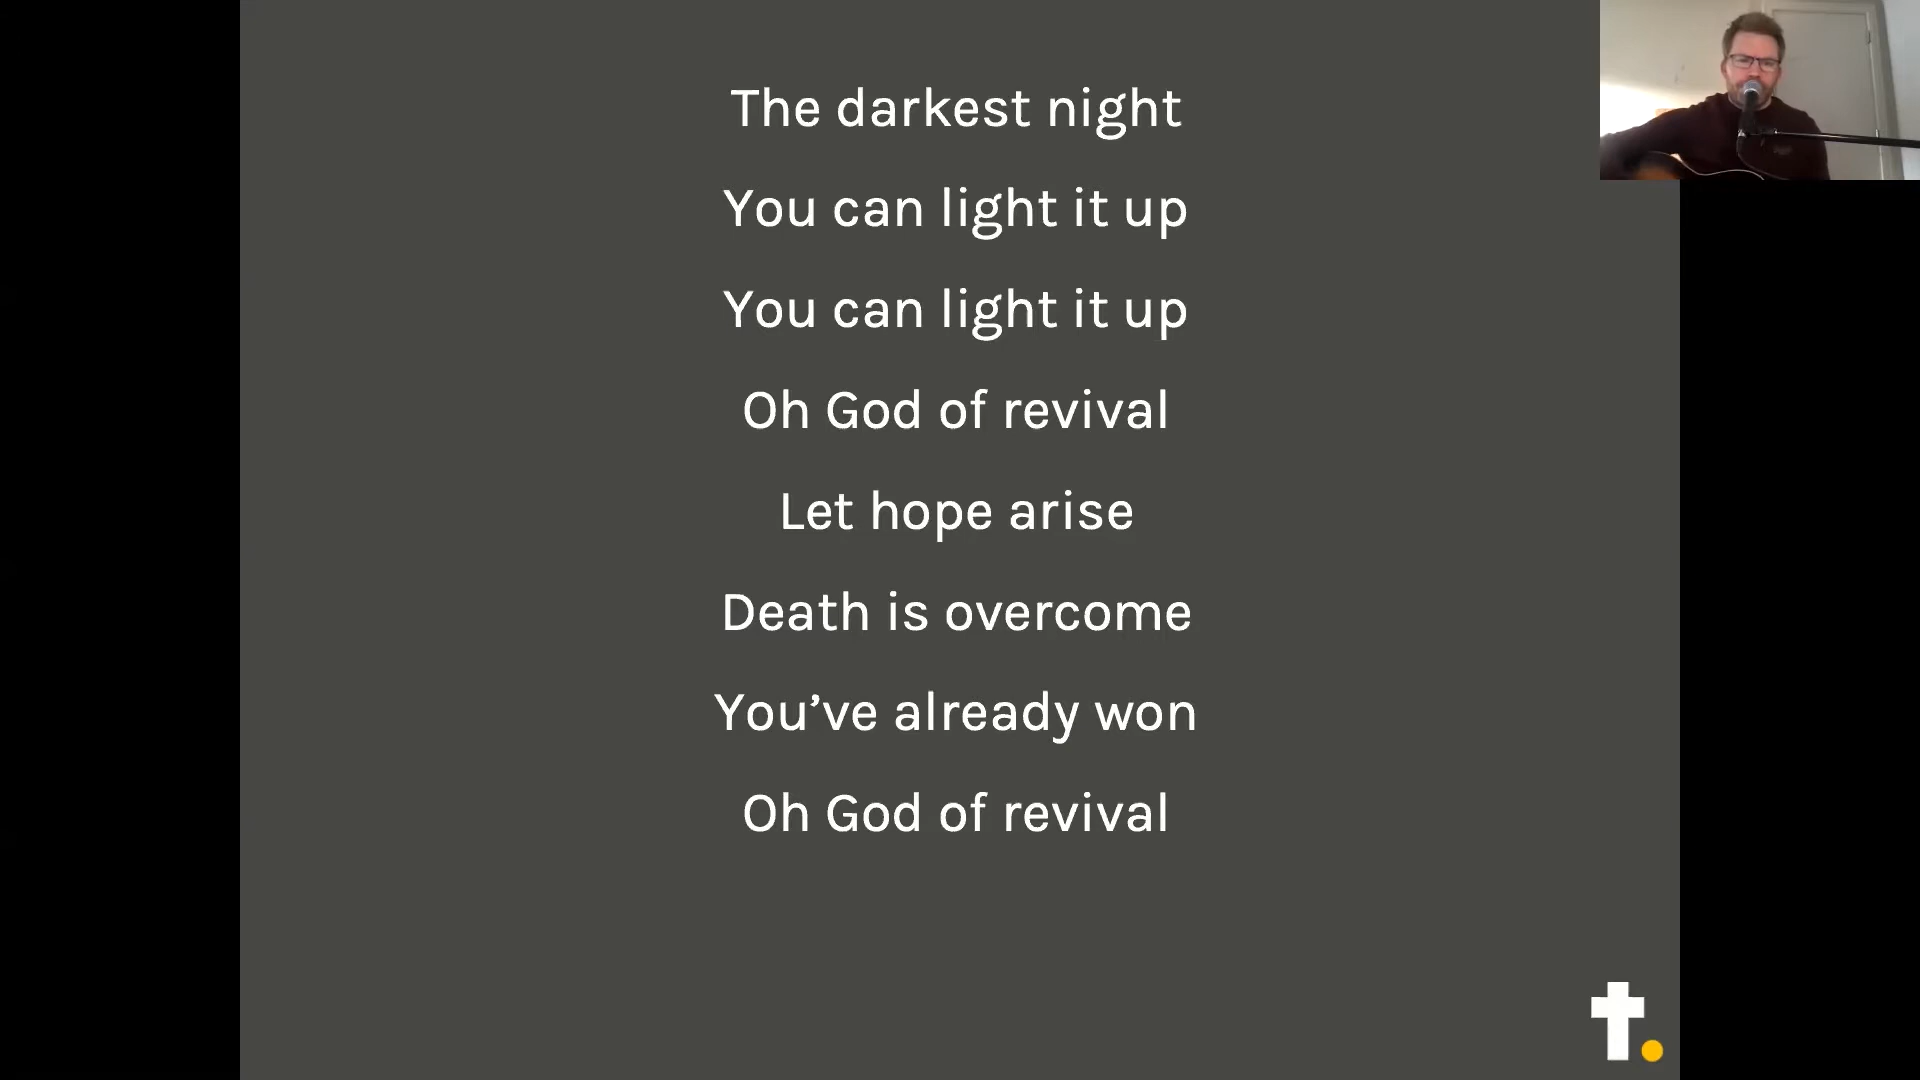 The darkest night
You can light it up
You can light it up
Oh God of revival
Let hope arise
Death is overcome
You’ve already won
Oh God of revival